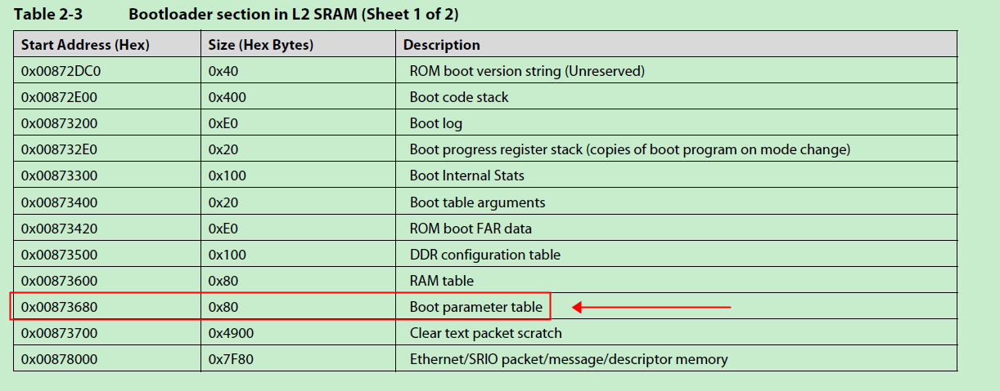 Table 2-3 Bootloader section in L2 SRAM (Sheet 1 of 2)
Start Address (Hex) Size (Hex Bytes) Description
0x00872DC0 0x40 ROM boot version string (Unreserved)
0x00872E00 0x400 Boot code stack
0x00873200 0xE0 Boot log
0x008732E0 0x20 Boot progress register stack (copies of boot program on mode change)
0x00873300 0x100 Boot Internal Stats
0x00873400 0x20 Boot table arguments
0x00873420 0xE0 ROM boot FAR data
0x00873500 0x100 DDR configuration table
0x00873600 0x80 RAM table
0x00873680 0x80 Boot parameter table
0x00873700 0x4900 Clear text packet scratch
0x00878000 0x7F80 Ethernet/SRIO packet/message/descriptor memory